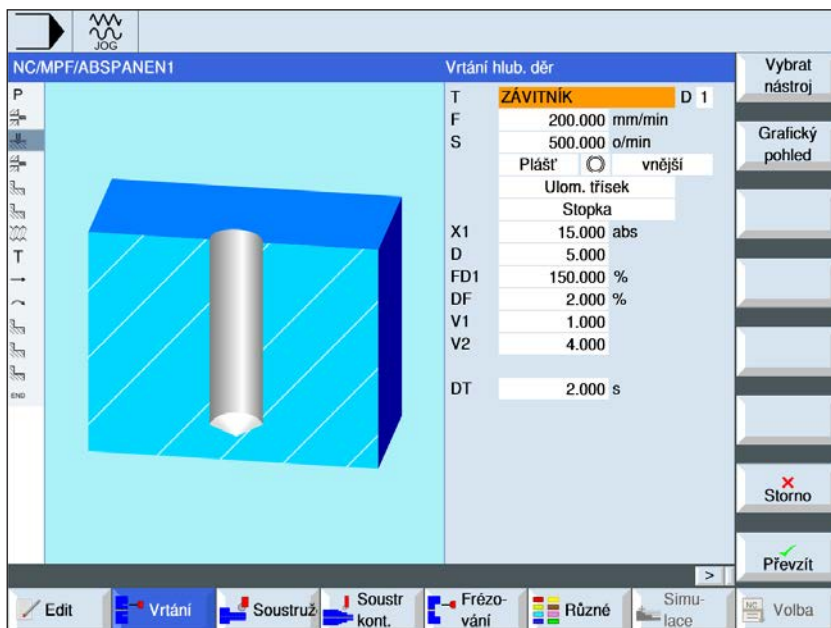 JOG
NC/MPF/ABSPANEN1
Vrtání hlub. děr
P
T
END
T ZÁVITNÍK D 1
F 200.000 mm/min
S 500.000 o/min
Plášť vnější
Ulom. třísek
Stopka
X1 15.000 abs
D 5.000
FD1 150.000 %
DF 2.000 %
V1 1.000
V2 4.000
DT 2.000 s
Vybrat
nástroj
Grafický
pohled
Storno
Převzít
>
Edit
Vrtání
Soustruž
Soustr
kont.
Frézo-
vání
Různé
Simu-
lace
NC
Volba